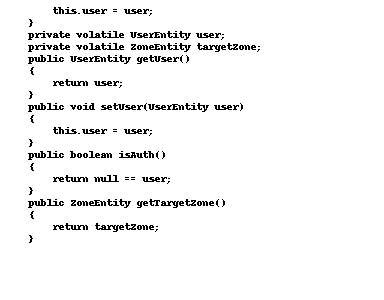 this.user = user;
}
private volatile UserEntity user;
private volatile ZoneEntity targetZone;
public UserEntity getUser()
{
return user;
}
public void setUser(UserEntity user)
{
this.user = user;
}
public boolean isAuth()
{
return null == user;
}
public ZoneEntity getTargetZone()
{
return targetZone;
}